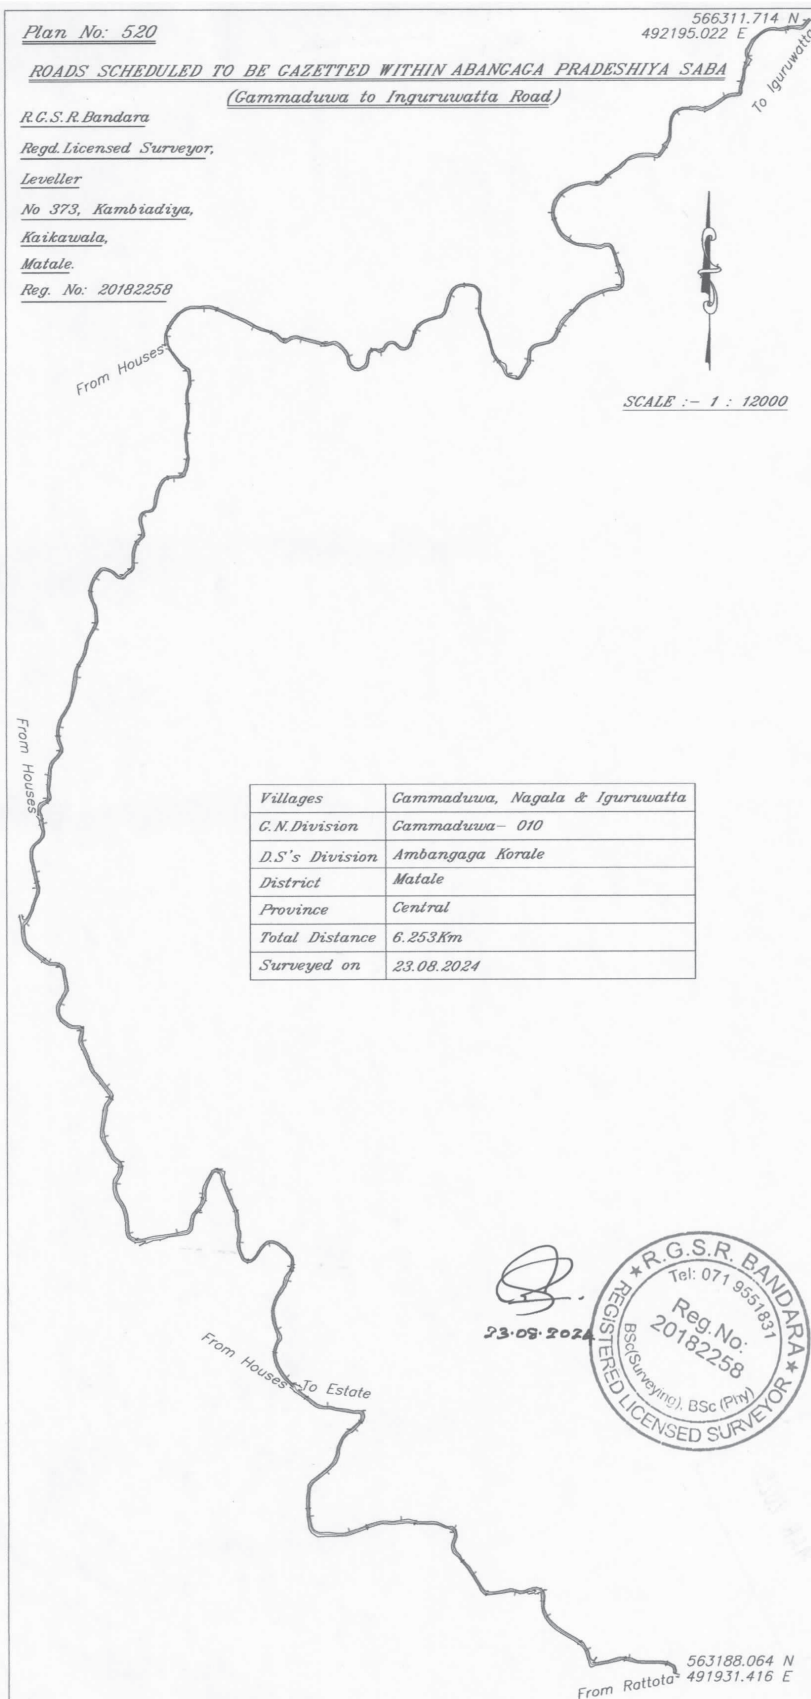 Plan No: 520
566311.714 N
492195.022 E
To Iguruwatta
ROADS SCHEDULED TO BE GAZETTED WITHIN ABANGAGA PRADESHIYA SABA
(Gammaduwa to Inguruwatta Road)
R.G.S.R.Bandara
Regd.Licensed Surveyor,
Leveller
No 373, Kambiadiya,
Kaikawala,
Matale.
Reg. No: 20182258
From Houses
SCALE :- 1 : 12000
From Houses
Villages Gammaduwa, Nagala & Iguruwatta
G.N.Division Gammaduwa- 010
D.S's Division Ambangaga Korale
District Matale
Province Central
Total Distance 6.253Km
Surveyed on 23.08.2024
23.09.2024
★ R.G.S.R. BANDARA ★
Tel: 071 9551831
Reg.No:
20182258
BSc(Surveying), BSc (Phy)
REGISTERED LICENSED SURVEYOR
From Houses
To Estate
563188.064 N
491931.416 E
From Rattota